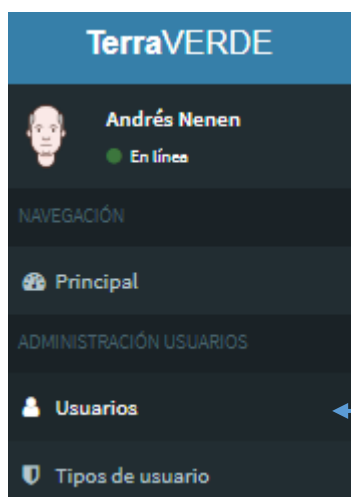 TerraVERDE
Andrés Nenen
En línea
NAVEGACIÓN
Principal
ADMINISTRACIÓN USUARIOS
Usuarios
Tipos de usuario